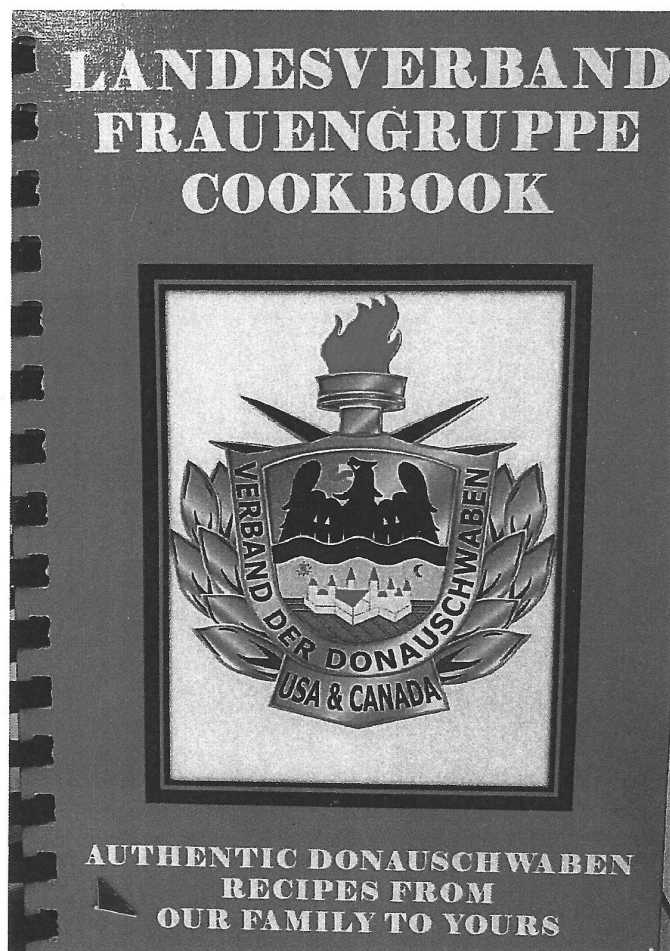 LANDESVERBAND
FRAUENGRUPPE
COOKBOOK
VERBAND DER DONAUSCHWABEN
USA & CANADA
AUTHENTIC DONAUSCHWABEN
RECIPES FROM
OUR FAMILY TO YOURS